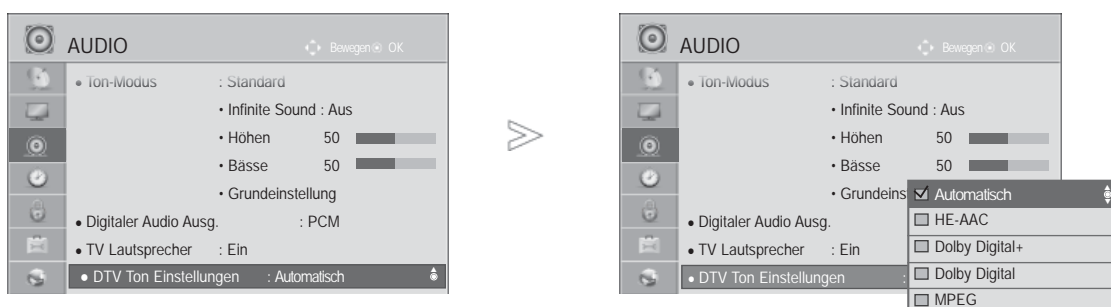 AUDIO
Bewegen OK
• Ton-Modus : Standard
• Infinite Sound : Aus
• Höhen 50
• Bässe 50
• Grundeinstellung
• Digitaler Audio Ausg. : PCM
• TV Lautsprecher : Ein
• DTV Ton Einstellungen : Automatisch
AUDIO
Bewegen OK
• Ton-Modus : Standard
• Infinite Sound : Aus
• Höhen 50
• Bässe 50
• Grundeins
• Digitaler Audio Ausg.
• TV Lautsprecher : Ein
• DTV Ton Einstellungen :
Automatisch
HE-AAC
Dolby Digital+
Dolby Digital
MPEG